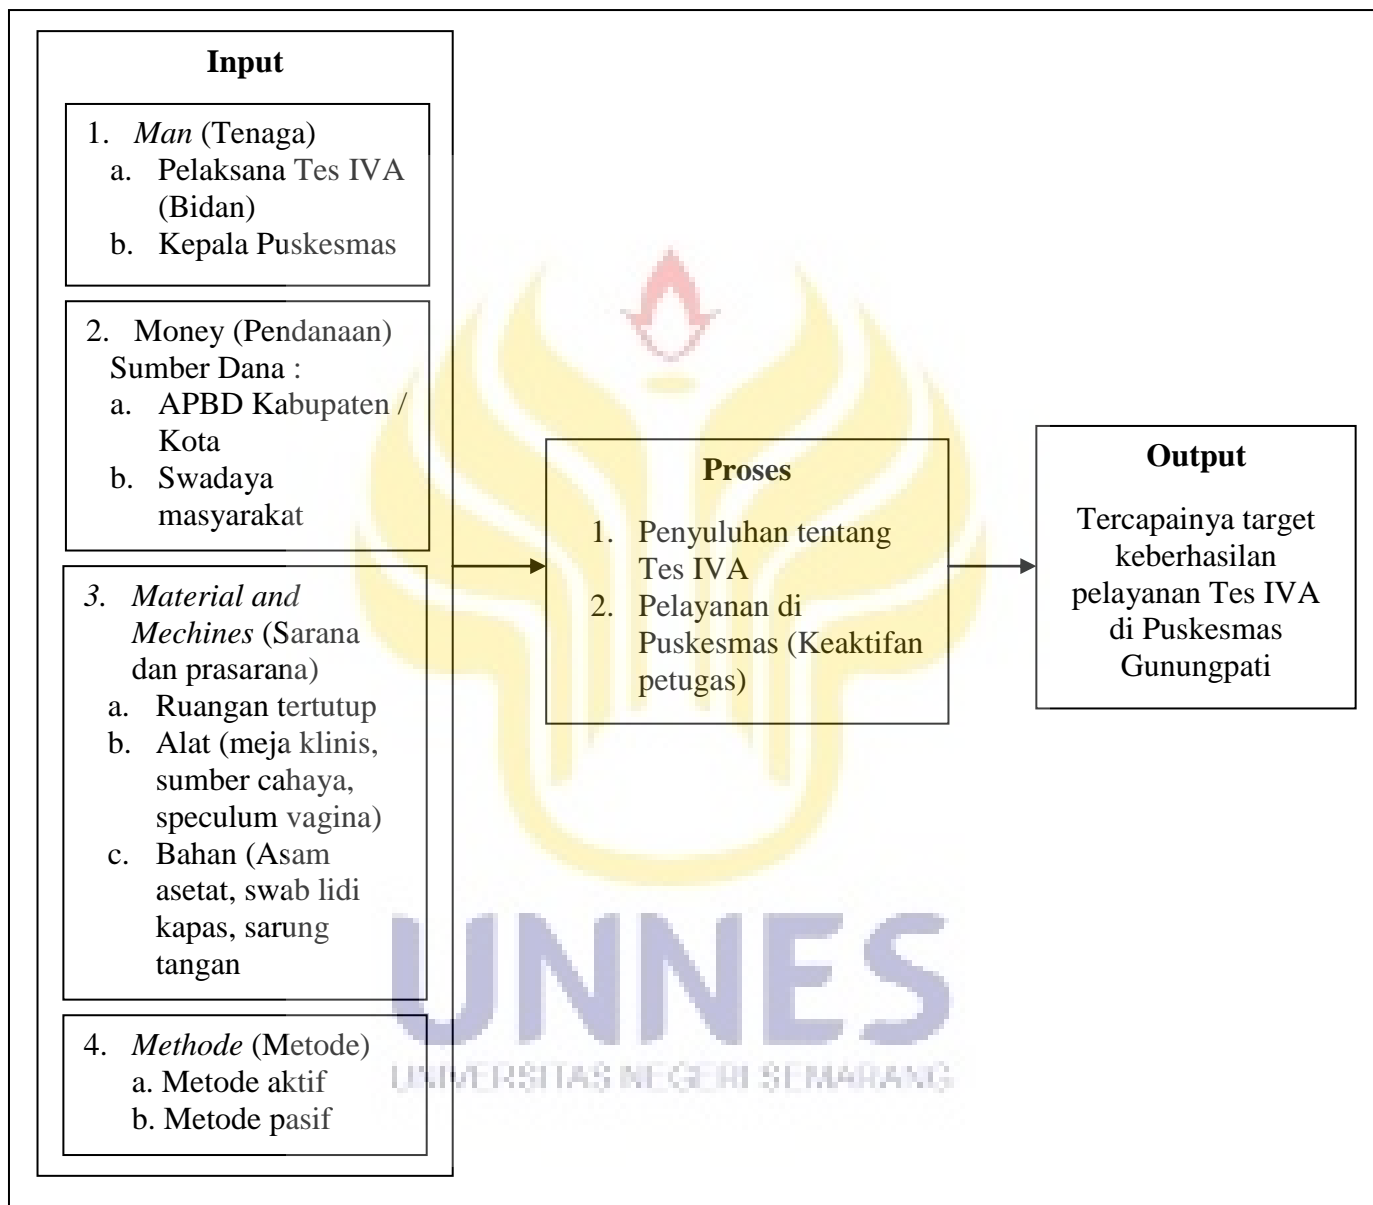 Input
1. Man (Tenaga)
a. Pelaksana Tes IVA
(Bidan)
b. Kepala Puskesmas
2. Money (Pendanaan)
Sumber Dana :
a. APBD Kabupaten /
Kota
b. Swadaya
masyarakat
3. Material and
Mechines (Sarana
dan prasarana)
a. Ruangan tertutup
b. Alat (meja klinis,
sumber cahaya,
speculum vagina)
c. Bahan (Asam
asetat, swab lidi
kapas, sarung
tangan
4. Methode (Metode)
a. Metode aktif
b. Metode pasif
Proses
1. Penyuluhan tentang
Tes IVA
2. Pelayanan di
Puskesmas (Keaktifan
petugas)
Output
Tercapainya target
keberhasilan
pelayanan Tes IVA
di Puskesmas
Gunungpati
UNNES
UNIVERSITAS NEGERI SEMARANG